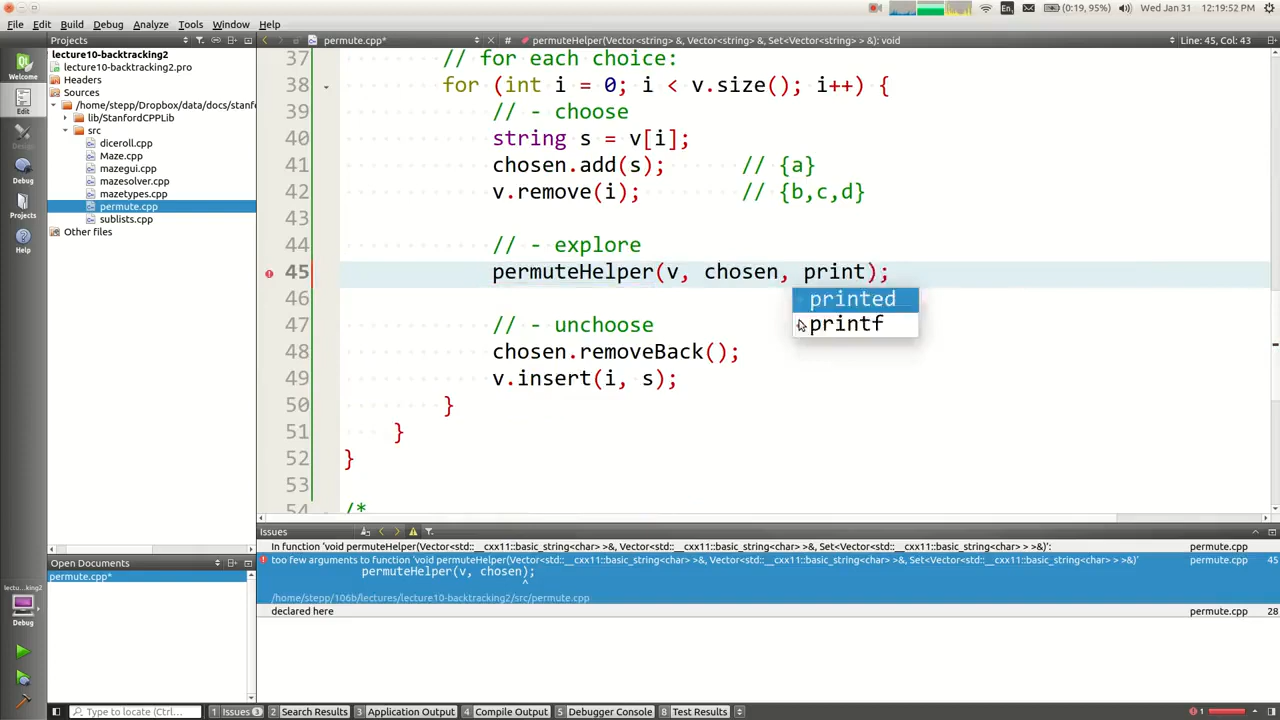 (0:19, 95%) Wed Jan 31 12:19:52
En
File Edit Build Debug Analyze Tools Window Help
Projects
permute.cpp* # permuteHelper(Vector<string> &, Vector<string> &, Set<Vector<string> > &): void Line: 45, Col: 43
Welcome
Edit
Design
Debug
Projects
Help
lecture10-backtracking2
lecture10-backtracking2.pro
Headers
Sources
/home/stepp/Dropbox/data/docs/stanf
lib/StanfordCPPLib
src
diceroll.cpp
Maze.cpp
mazegui.cpp
mazesolver.cpp
mazetypes.cpp
permute.cpp
sublists.cpp
Other files
37 // for each choice:
38 for (int i = 0; i < v.size(); i++) {
39 // - choose
40 string s = v[i];
41 chosen.add(s); // {a}
42 v.remove(i); // {b,c,d}
43
44 // - explore
45 permuteHelper(v, chosen, print);
printed
printf
46
47 // - unchoose
48 chosen.removeBack();
49 v.insert(i, s);
50 }
51 }
52 }
53
54 /*
Issues
In function 'void permuteHelper(Vector<std::__cxx11::basic_string<char> >&, Vector<std::__cxx11::basic_string<char> >&, Set<Vector<std::__cxx11::basic_string<char> > >&)': permute.cpp
too few arguments to function 'void permuteHelper(Vector<std::__cxx11::basic_string<char> >&, Vector<std::__cxx11::basic_string<char> >&, Set<Vector<std::__cxx11::basic_string<char> > >&)' permute.cpp 45
permuteHelper(v, chosen);
^
/home/stepp/106b/lectures/lecture10-backtracking2/src/permute.cpp
declared here permute.cpp 28
Open Documents
permute.cpp*
lectu...king2
Debug
Type to locate (Ctrl... 1 Issues 3 2 Search Results 3 Application Output 4 Compile Output 5 Debugger Console 8 Test Results 1